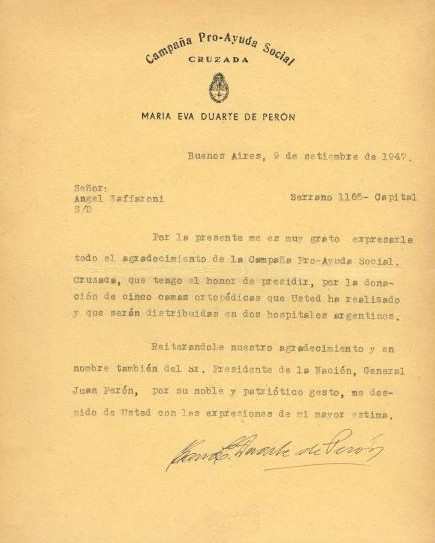 Campaña Pro-Ayuda Social
CRUZADA
MARIA EVA DUARTE DE PERÓN
Buenos Aires, 9 de setiembre de 1947.
Señor:
Angel Zaffaroni Serrano 1165- Capital
S/D
Por la presente me es muy grato expresarle
todo el agradecimiento de la Campaña Pro-Ayuda Social.
Cruzada, que tengo el honor de presidir, por la dona-
ción de cinco camas ortopédicas que Usted ha realizado
y que serán distribuidas en dos hospitales argentinos.
Reiterandole nuestro agradecimiento y en
nombre también del Sr. Presidente de la Nación, General
Juan Perón, por su noble y patriótico gesto, me des-
pido de Usted con las expresiones de mi mayor estima.
E. Duarte de Perón